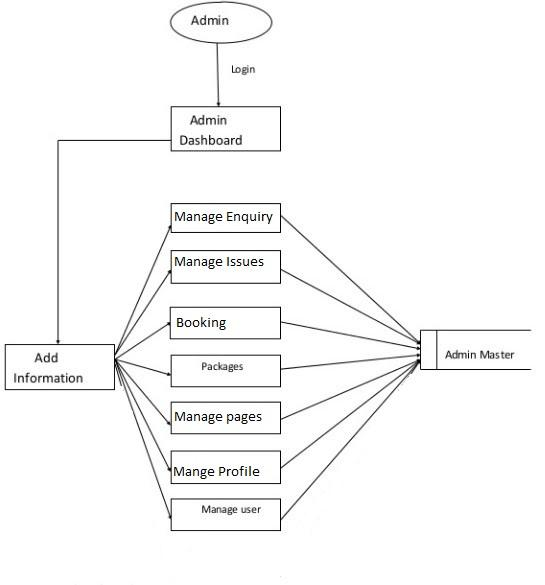 Admin
Login
Admin
Dashboard
Manage Enquiry
Manage Issues
Booking
Packages
Manage pages
Mange Profile
Manage user
Add
Information
Admin Master